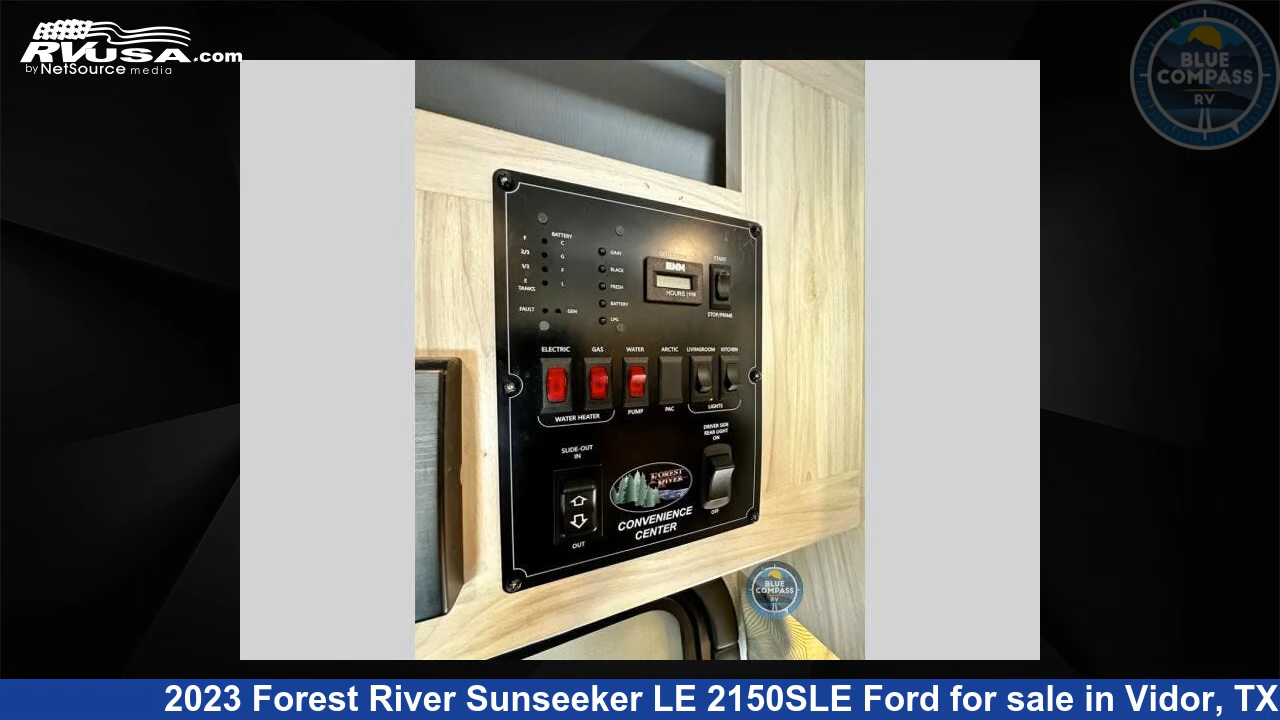 RVUSA.com
by NetSource media
BLUE
COMPASS
RV
BATTERY
F
C
2/3
G
1/3
F
E
L
TANKS
FAULT
GEN
GRAY
BLACK
FRESH
BATTERY
LPG
HOURS
START
STOP/PRIME
ELECTRIC
GAS
WATER
ARCTIC
LIVINGROOM
KITCHEN
WATER HEATER
PUMP
PAC
LIGHTS
SLIDE-OUT
IN
OUT
FOREST
RIVER
CONVENIENCE
CENTER
DRIVER SIDE
REAR LIGHT
ON
OFF
BLUE
COMPASS
RV
2023 Forest River Sunseeker LE 2150SLE Ford for sale in Vidor, TX